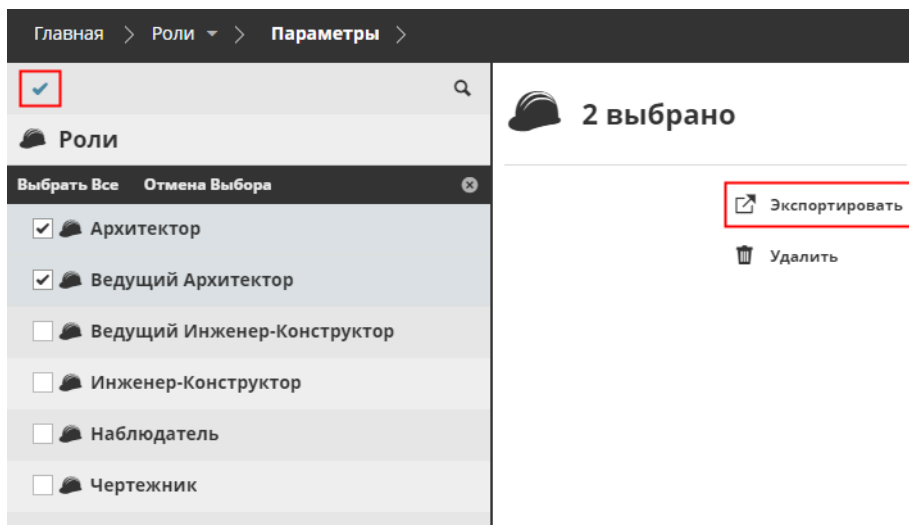 Главная > Роли > Параметры >
Роли
Выбрать Все Отмена Выбора
Архитектор
Ведущий Архитектор
Ведущий Инженер-Конструктор
Инженер-Конструктор
Наблюдатель
Чертежник
2 выбрано
Экспортировать
Удалить